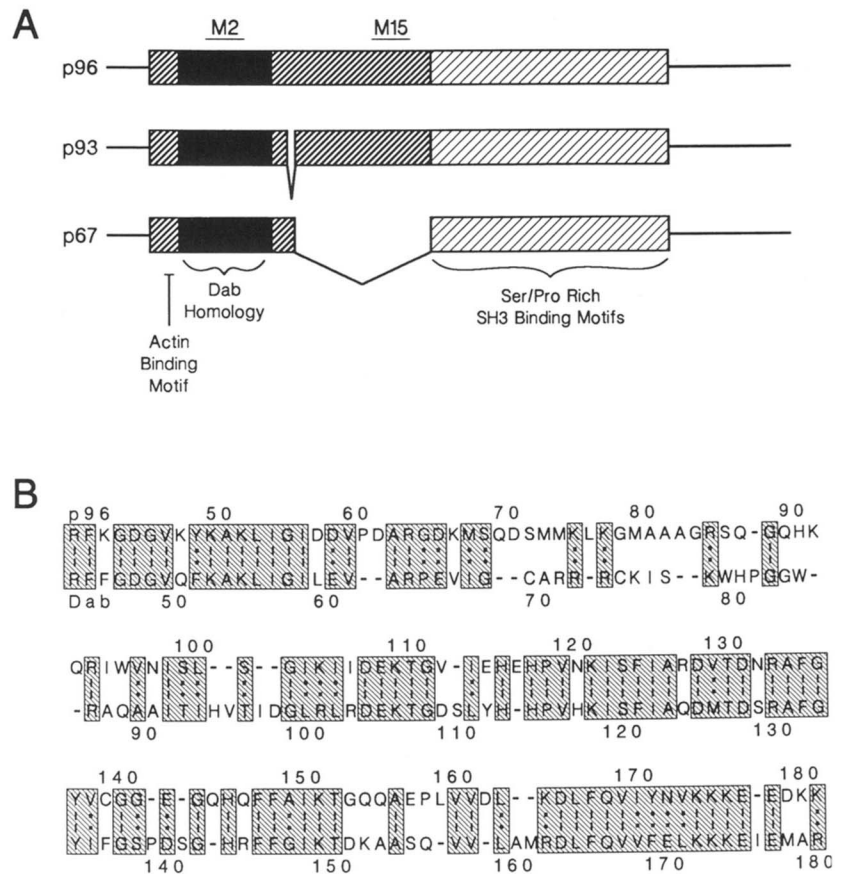 A
M2 M15
p96
p93
p67
Dab
Homology
Ser/Pro Rich
SH3 Binding Motifs
Actin
Binding
Motif
B
p96 50 60 70 80 90
RFKGDGVKYKAKLIGIDDVPDARGDKMSQDSMMKLKGMAAAGRSQ-GQHK
RFFGDGVQFKAKLIGILEV--ARPEVIG--CARR-RCKIS--KWHPGGW-
Dab 50 60 70 80
100 110 120 130
QRIWVNISL--S--GIKIIDEKTGV-IEHEHPVNKISFIARDVTDNRAFG
-RAQAATIHVTIDGLRLRDEKTGDSLYH-HPVHKISFIAQDMTDSRAFG
90 100 110 120 130
140 150 160 170 180
YVCGG-E-GQHQFFAIKTGQQAEPLVVDL--KDLFQVIYNVKKKE-EDKK
YIFGSPDSGHRFFGIKTDKAASQ-VV-LAMRDLFQVVFELKKKEIEMAR
140 150 160 170 180